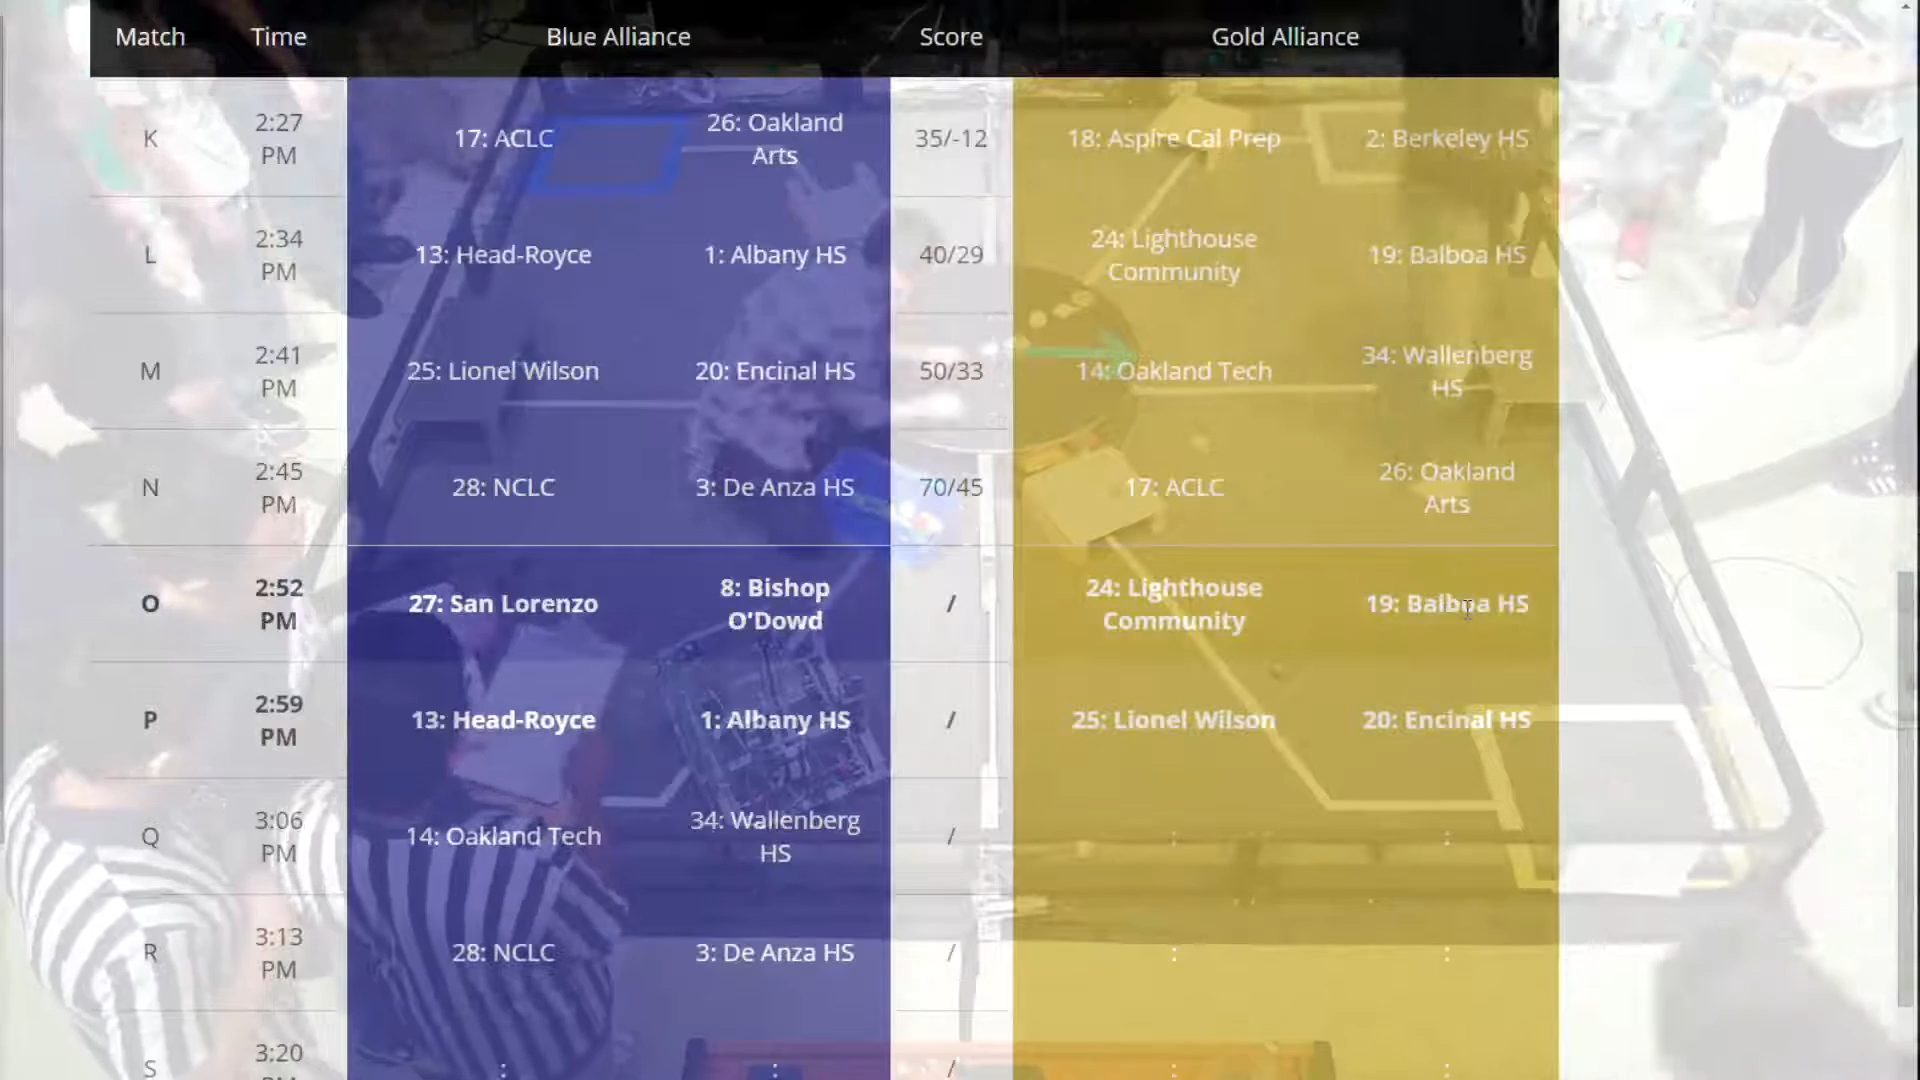 Match Time Blue Alliance Score Gold Alliance
K 2:27 PM 17: ACLC 26: Oakland Arts 35/-12 18: Aspire Cal Prep 2: Berkeley HS
L 2:34 PM 13: Head-Royce 1: Albany HS 40/29 24: Lighthouse Community 19: Balboa HS
M 2:41 PM 25: Lionel Wilson 20: Encinal HS 50/33 14: Oakland Tech 34: Wallenberg HS
N 2:45 PM 28: NCLC 3: De Anza HS 70/45 17: ACLC 26: Oakland Arts
O 2:52 PM 27: San Lorenzo 8: Bishop O'Dowd / 24: Lighthouse Community 19: Balboa HS
P 2:59 PM 13: Head-Royce 1: Albany HS / 25: Lionel Wilson 20: Encinal HS
Q 3:06 PM 14: Oakland Tech 34: Wallenberg HS / : :
R 3:13 PM 28: NCLC 3: De Anza HS / : :
S 3:20 PM : : /